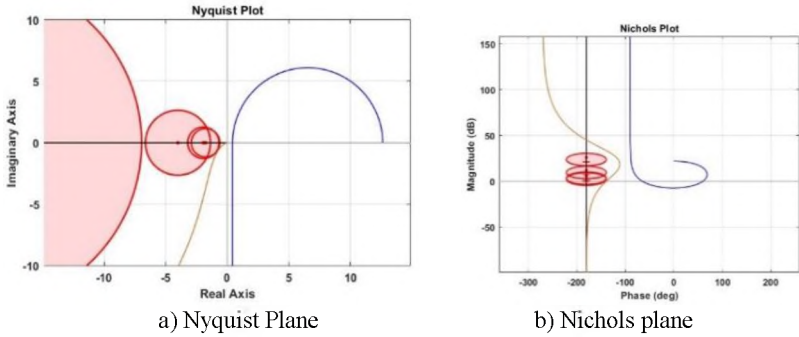 Nyquist Plot
10
5
0
-5
-10
Imaginary Axis
-10 -5 0 5 10
Real Axis
a) Nyquist Plane
Nichols Plot
150
100
50
0
-50
Magnitude (dB)
-300 -200 -100 0 100 200
Phase (deg)
b) Nichols plane